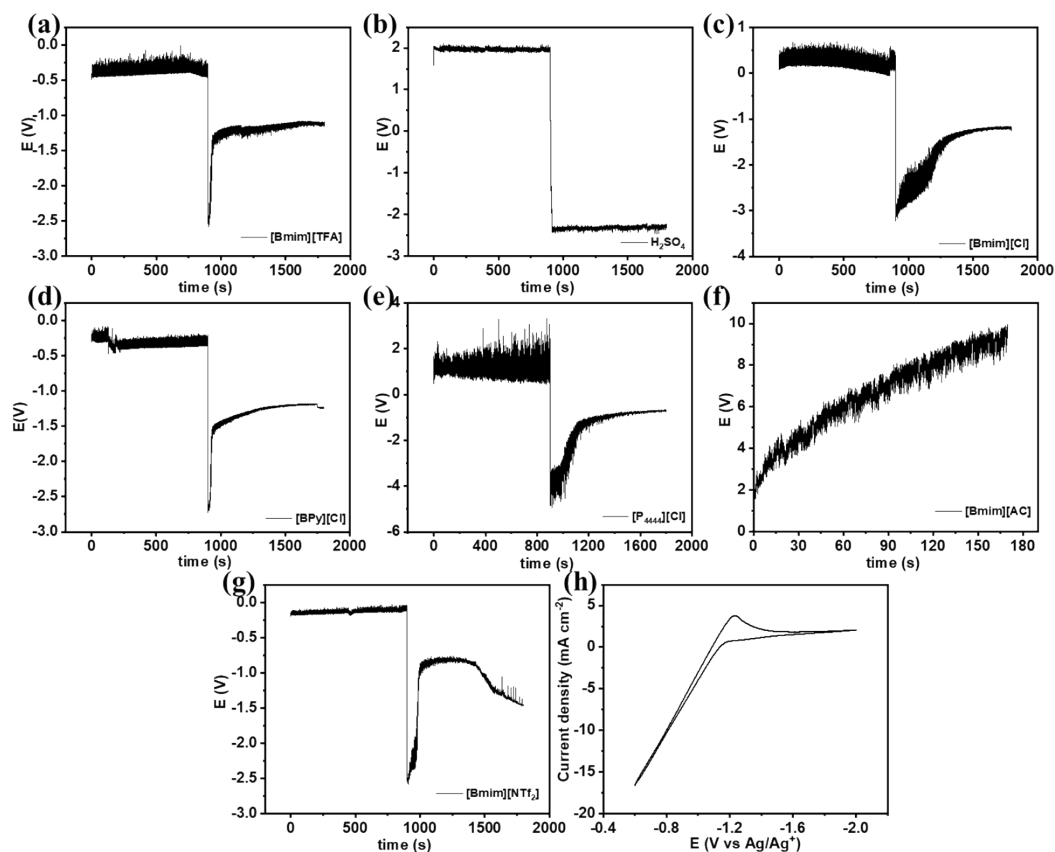 (a)
0.0
-0.5
-1.0
-1.5
-2.0
-2.5
-3.0
E (V)
[Bmim][TFA]
0 500 1000 1500 2000
time (s)
(b)
3
2
1
0
-1
-2
-3
E (V)
H₂SO₄
0 500 1000 1500 2000
time (s)
(c)
1
0
-1
-2
-3
-4
E (V)
[Bmim][Cl]
0 500 1000 1500 2000
time (s)
(d)
0.0
-0.5
-1.0
-1.5
-2.0
-2.5
-3.0
E(V)
[BPy][Cl]
0 500 1000 1500 2000
time (s)
(e)
4
2
0
-2
-4
-6
E (V)
[P₄₄₄₄][Cl]
0 400 800 1200 1600 2000
time (s)
(f)
10
8
6
4
2
0
E (V)
[Bmim][AC]
0 30 60 90 120 150 180
time (s)
(g)
0.0
-0.5
-1.0
-1.5
-2.0
-2.5
-3.0
E (V)
[Bmim][NTf₂]
0 500 1000 1500 2000
time (s)
(h)
5
0
-5
-10
-15
-20
Current density (mA cm⁻²)
-0.4 -0.8 -1.2 -1.6 -2.0
E (V vs Ag/Ag⁺)